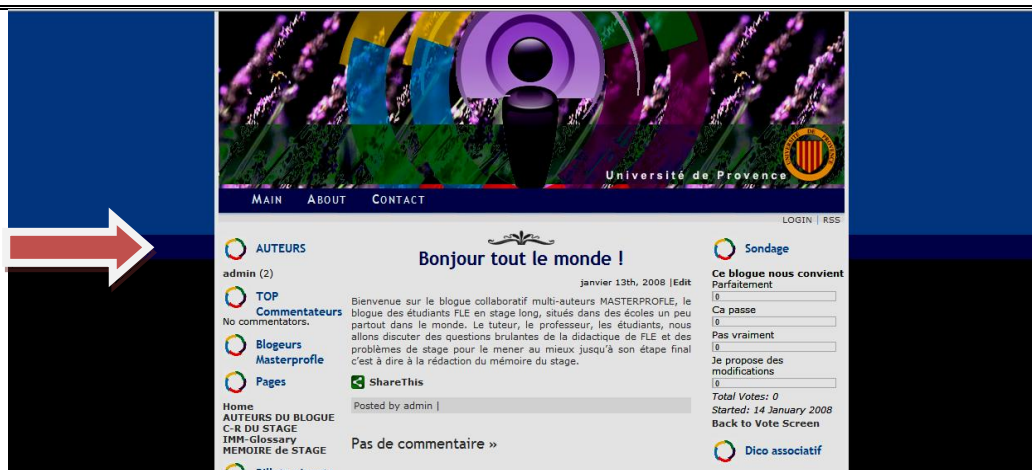 UNIVERSITÉ DE PROVENCE
Université de Provence
MAIN ABOUT CONTACT
LOGIN | RSS
AUTEURS
admin (2)
TOP
Commentateurs
No commentators.
Blogeurs
Masterprofle
Pages
Home
AUTEURS DU BLOGUE
C-R DU STAGE
IMM-Glossary
MEMOIRE de STAGE
Bonjour tout le monde !
janvier 13th, 2008 |Edit
Bienvenue sur le blogue collaboratif multi-auteurs MASTERPROFLE, le
blogue des étudiants FLE en stage long, situés dans des écoles un peu
partout dans le monde. Le tuteur, le professeur, les étudiants, nous
allons discuter des questions brulantes de la didactique de FLE et des
problèmes de stage pour le mener au mieux jusqu'à son étape final
c'est à dire à la rédaction du mémoire du stage.
ShareThis
Posted by admin |
Pas de commentaire »
Sondage
Ce blogue nous convient
Parfaitement
0
Ca passe
0
Pas vraiment
0
Je propose des
modifications
0
Total Votes: 0
Started: 14 January 2008
Back to Vote Screen
Dico associatif